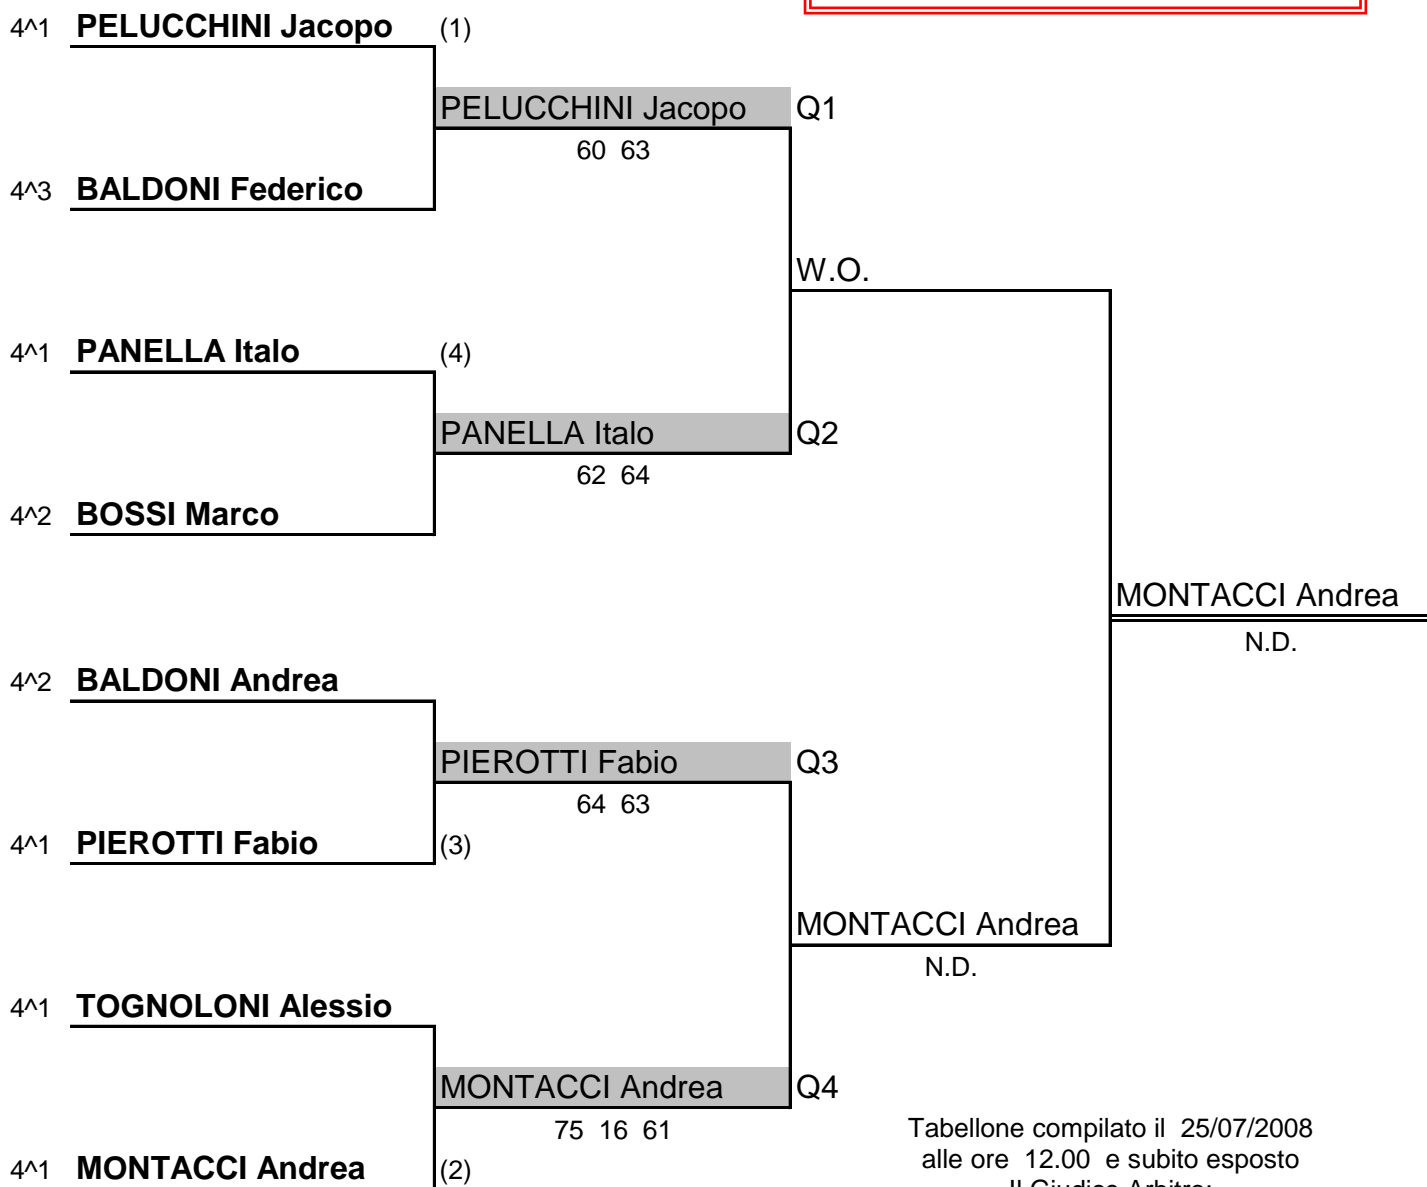 4^1 PELUCCHINI Jacopo (1)
PELUCCHINI Jacopo Q1
60 63
4^3 BALDONI Federico
W.O.
4^1 PANELLA Italo (4)
PANELLA Italo Q2
62 64
4^2 BOSSI Marco
MONTACCI Andrea
N.D.
4^2 BALDONI Andrea
PIEROTTI Fabio Q3
64 63
4^1 PIEROTTI Fabio (3)
MONTACCI Andrea
N.D.
4^1 TOGNOLONI Alessio
MONTACCI Andrea Q4
75 16 61
4^1 MONTACCI Andrea (2)
Tabellone compilato il 25/07/2008
alle ore 12.00 e subito esposto
Il Giudice Arbitro: